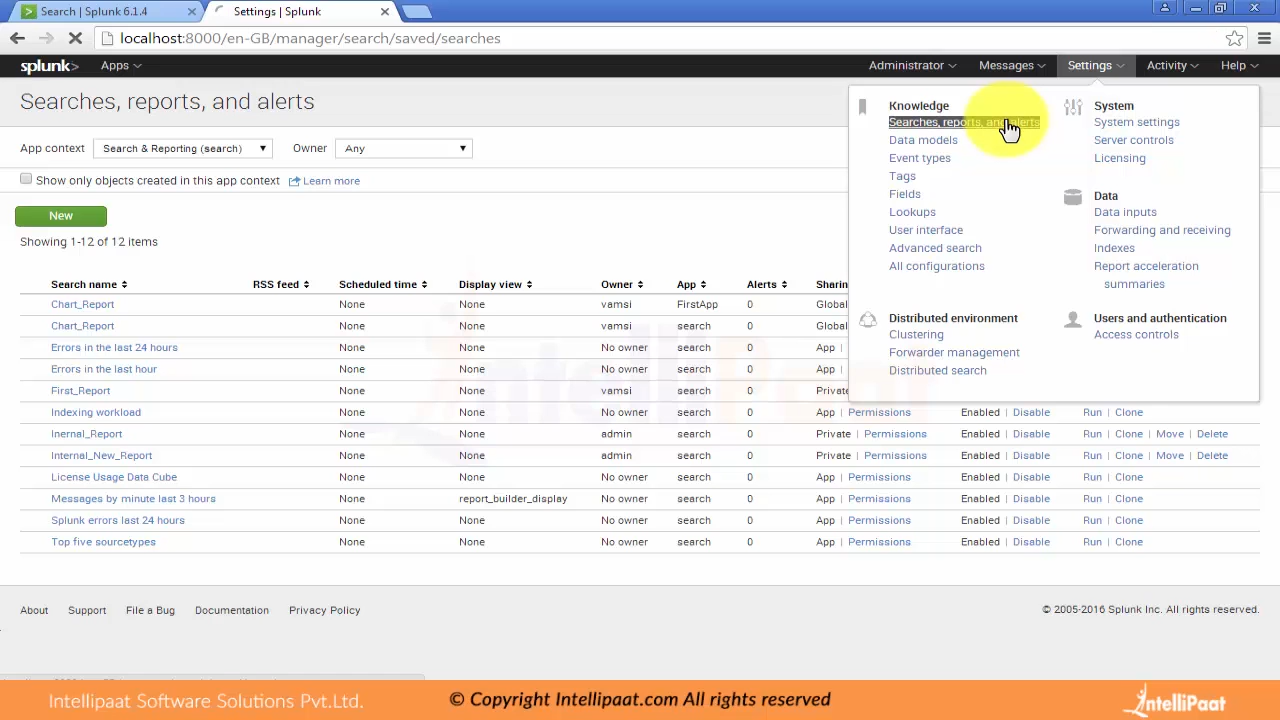 Search | Splunk 6.1.4
Settings | Splunk
localhost:8000/en-GB/manager/search/saved/searches
splunk> Apps Administrator Messages Settings Activity Help
Searches, reports, and alerts
App context Search & Reporting (search) Owner Any
Show only objects created in this app context Learn more
New
Showing 1-12 of 12 items
Knowledge
Searches, reports, and alerts
Data models
Event types
Tags
Fields
Lookups
User interface
Advanced search
All configurations
Distributed environment
Clustering
Forwarder management
Distributed search
System
System settings
Server controls
Licensing
Data
Data inputs
Forwarding and receiving
Indexes
Report acceleration
summaries
Users and authentication
Access controls
Search name RSS feed Scheduled time Display view Owner App Alerts Sharin
Chart_Report None None vamsi FirstApp 0 Global
Chart_Report None None vamsi search 0 Global
Errors in the last 24 hours None None No owner search 0 App |
Errors in the last hour None None No owner search 0 App |
First_Report None None vamsi search 0 Private
Indexing workload None None No owner search 0 App | Permissions Enabled | Disable Run | Clone
Inernal_Report None None admin search 0 Private | Permissions Enabled | Disable Run | Clone | Move | Delete
Internal_New_Report None None admin search 0 Private | Permissions Enabled | Disable Run | Clone | Move | Delete
License Usage Data Cube None None No owner search 0 App | Permissions Enabled | Disable Run | Clone
Messages by minute last 3 hours None report_builder_display No owner search 0 App | Permissions Enabled | Disable Run | Clone
Splunk errors last 24 hours None None No owner search 0 App | Permissions Enabled | Disable Run | Clone
Top five sourcetypes None None No owner search 0 App | Permissions Enabled | Disable Run | Clone
IntelliPaat
About Support File a Bug Documentation Privacy Policy © 2005-2016 Splunk Inc. All rights reserved.
Intellipaat Software Solutions Pvt.Ltd. © Copyright Intellipaat.com All rights reserved IntelliPaat